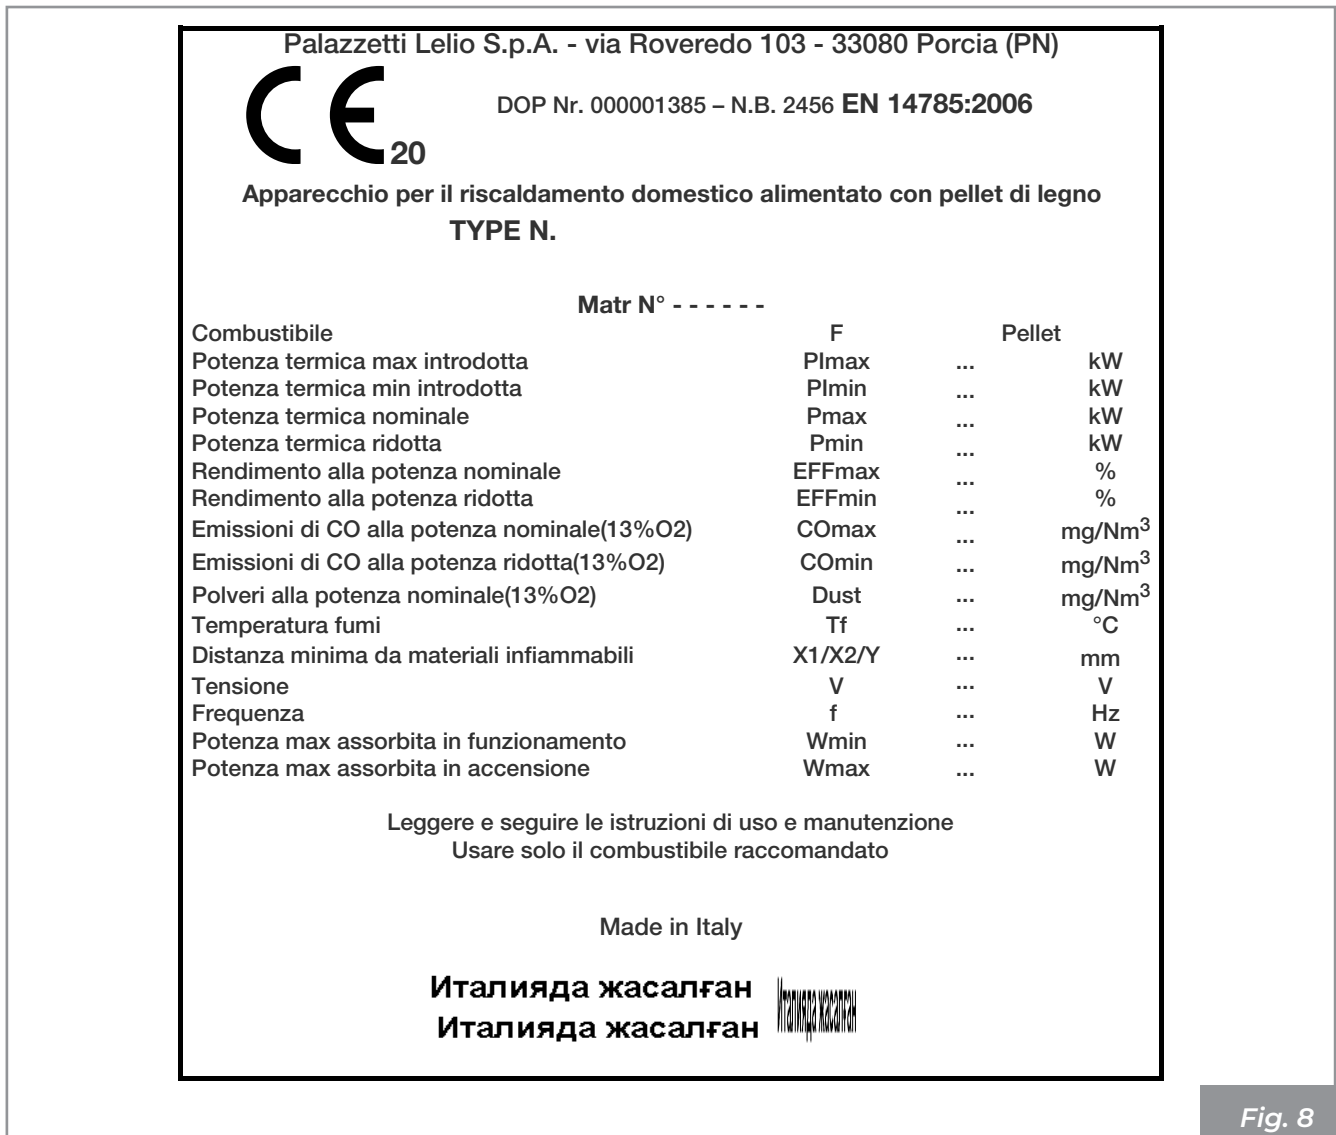 Palazzetti Lelio S.p.A. - via Roveredo 103 - 33080 Porcia (PN)
CE 20
DOP Nr. 000001385 – N.B. 2456 EN 14785:2006
Apparecchio per il riscaldamento domestico alimentato con pellet di legno
TYPE N.
Matr N° - - - - - -
Combustibile F Pellet
Potenza termica max introdotta PImax ... kW
Potenza termica min introdotta PImin ... kW
Potenza termica nominale Pmax ... kW
Potenza termica ridotta Pmin ... kW
Rendimento alla potenza nominale EFFmax ... %
Rendimento alla potenza ridotta EFFmin ... %
Emissioni di CO alla potenza nominale(13%O2) COmax ... mg/Nm³
Emissioni di CO alla potenza ridotta(13%O2) COmin ... mg/Nm³
Polveri alla potenza nominale(13%O2) Dust ... mg/Nm³
Temperatura fumi Tf ... °C
Distanza minima da materiali infiammabili X1/X2/Y ... mm
Tensione V ... V
Frequenza f ... Hz
Potenza max assorbita in funzionamento Wmin ... W
Potenza max assorbita in accensione Wmax ... W
Leggere e seguire le istruzioni di uso e manutenzione
Usare solo il combustibile raccomandato
Made in Italy
Италияда жасалған
Италияда жасалған
Италияда жасалған
Fig. 8